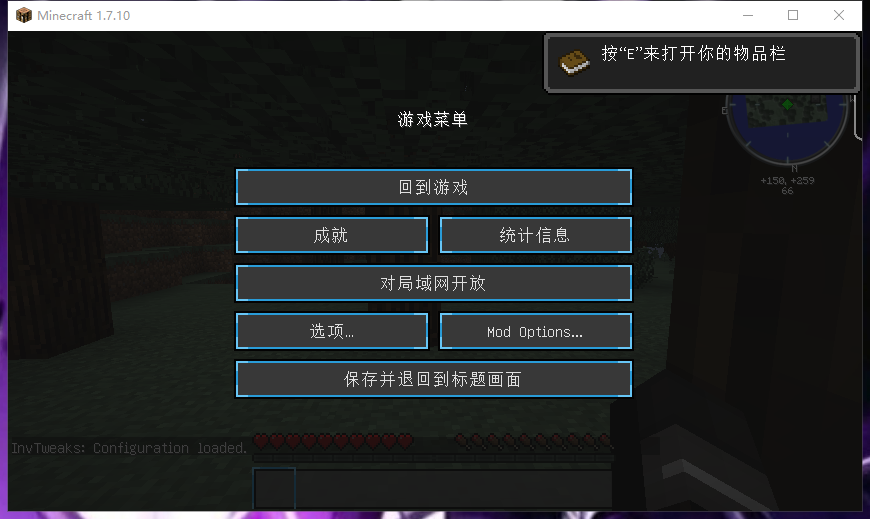 Minecraft 1.7.10
按“E”来打开你的物品栏
游戏菜单
N
+150, +259
66
回到游戏
成就
统计信息
对局域网开放
选项...
Mod Options...
保存并退回到标题画面
InvTweaks: Configuration loaded.